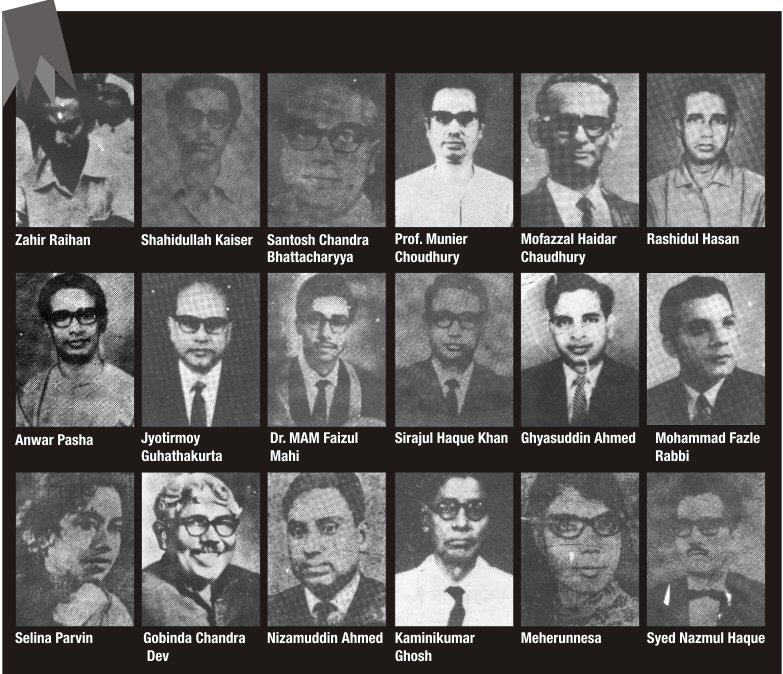 Zahir Raihan
Shahidullah Kaiser
Santosh Chandra
Bhattacharyya
Prof. Munier
Choudhury
Mofazzal Haidar
Chaudhury
Rashidul Hasan
Anwar Pasha
Jyotirmoy
Guhathakurta
Dr. MAM Faizul
Mahi
Sirajul Haque Khan
Ghyasuddin Ahmed
Mohammad Fazle
Rabbi
Selina Parvin
Gobinda Chandra
Dev
Nizamuddin Ahmed
Kaminikumar
Ghosh
Meherunnesa
Syed Nazmul Haque